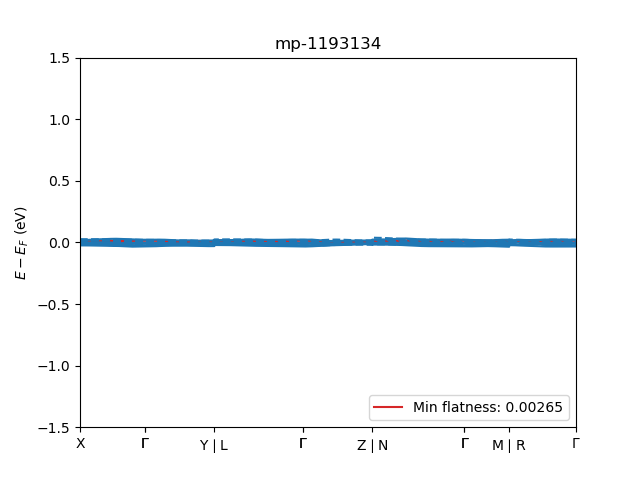 mp-1193134
1.5
1.0
0.5
0.0
−0.5
−1.0
−1.5
E − E_F (eV)
Min flatness: 0.00265
X Γ Y | L Γ Z | N Γ M | R Γ